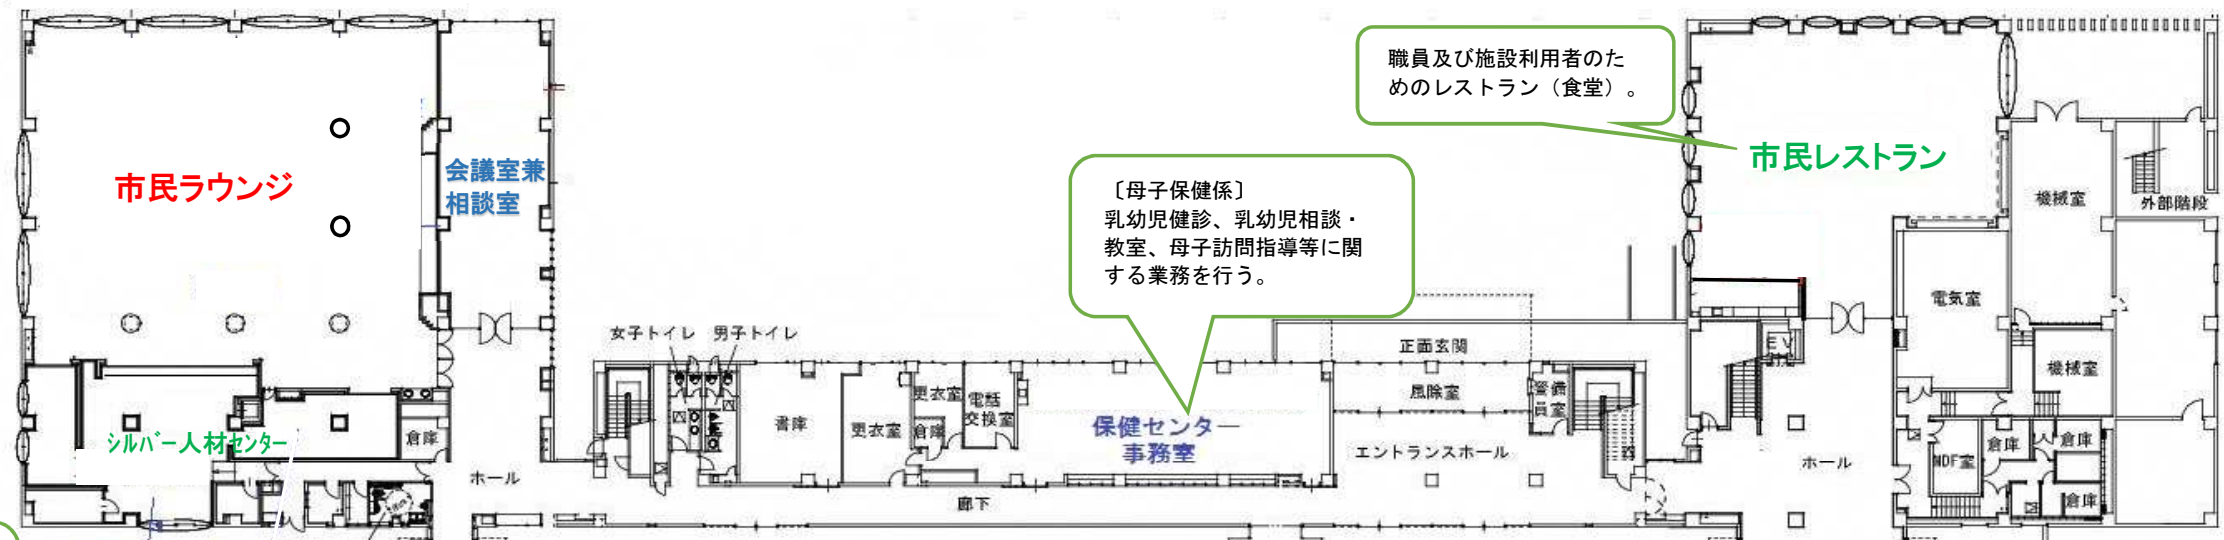 職員及び施設利用者のた
めのレストラン（食堂）。
市民レストラン
市民ラウンジ
会議室兼
相談室
〔母子保健係〕
乳幼児健診、乳幼児相談・
教室、母子訪問指導等に関
する業務を行う。
機械室
外部階段
電気室
女子トイレ 男子トイレ
正面玄関
EV
機械室
風除室
警備
員室
更衣室
電話
交換室
書庫
更衣室
倉庫
保健センター
事務室
シルバー人材センター
倉庫
エントランスホール
ホール
MDF室
倉庫
倉庫
倉庫
ホール
廊下